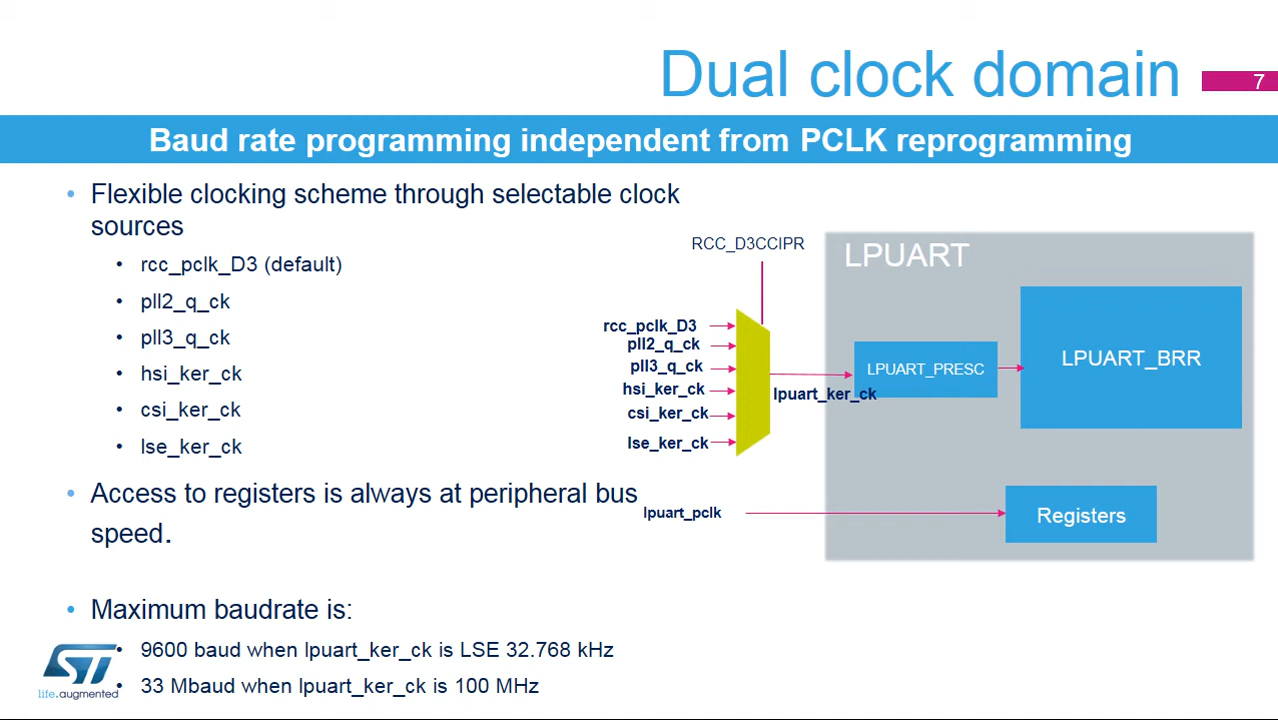 Dual clock domain
7
Baud rate programming independent from PCLK reprogramming
• Flexible clocking scheme through selectable clock
sources
• rcc_pclk_D3 (default)
• pll2_q_ck
• pll3_q_ck
• hsi_ker_ck
• csi_ker_ck
• lse_ker_ck
• Access to registers is always at peripheral bus
speed.
• Maximum baudrate is:
• 9600 baud when lpuart_ker_ck is LSE 32.768 kHz
• 33 Mbaud when lpuart_ker_ck is 100 MHz
RCC_D3CCIPR
LPUART
rcc_pclk_D3
pll2_q_ck
pll3_q_ck
hsi_ker_ck
csi_ker_ck
lse_ker_ck
lpuart_ker_ck
LPUART_PRESC
LPUART_BRR
lpuart_pclk
Registers
ST
life.augmented